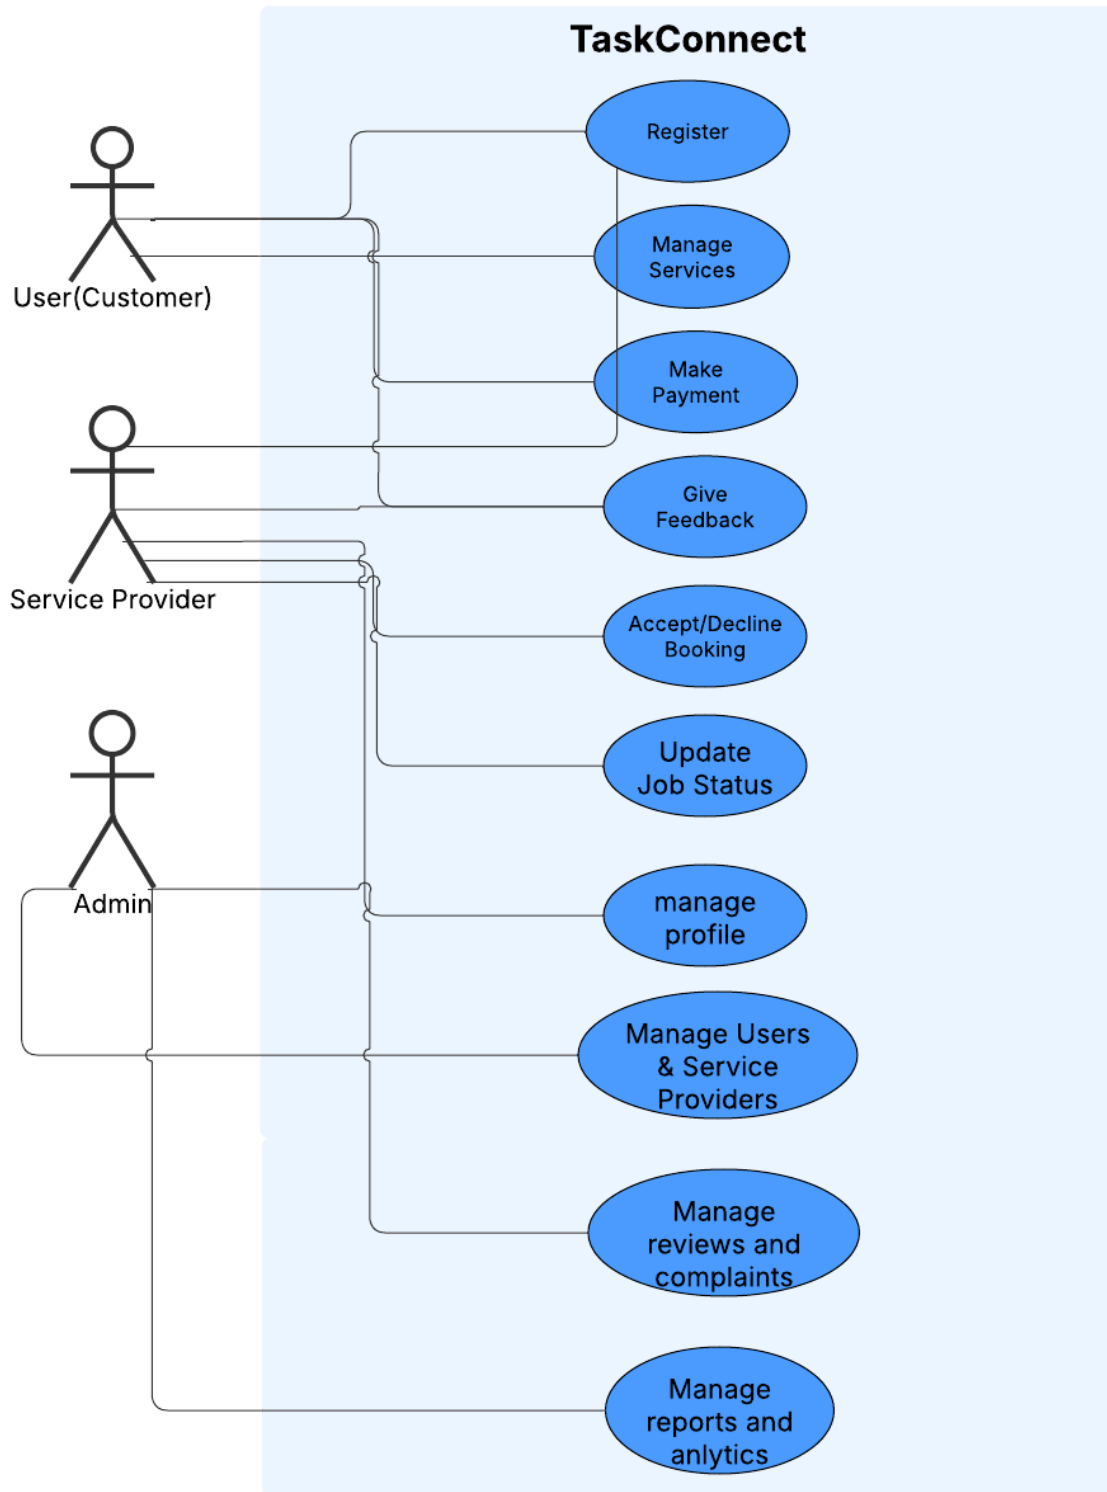 TaskConnect
Register
User(Customer)
Manage
Services
Make
Payment
Give
Feedback
Service Provider
Accept/Decline
Booking
Update
Job Status
Admin
manage
profile
Manage Users
& Service
Providers
Manage
reviews and
complaints
Manage
reports and
anlytics